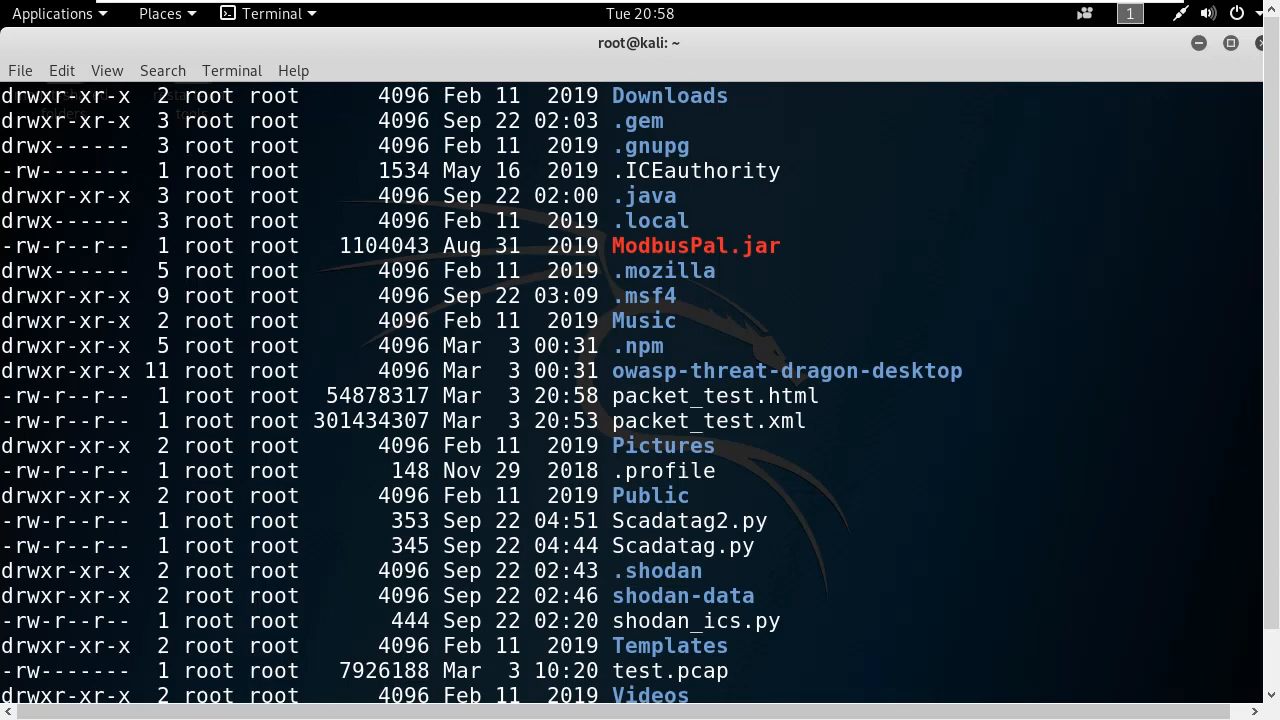 Applications Places Terminal Tue 20:58 1
root@kali: ~
File Edit View Search Terminal Help
drwxr-xr-x  2 root root      4096 Feb 11  2019 Downloads
drwxr-xr-x  3 root root      4096 Sep 22 02:03 .gem
drwx------  3 root root      4096 Feb 11  2019 .gnupg
-rw-------  1 root root      1534 May 16  2019 .ICEauthority
drwxr-xr-x  3 root root      4096 Sep 22 02:00 .java
drwx------  3 root root      4096 Feb 11  2019 .local
-rw-r--r--  1 root root   1104043 Aug 31  2019 ModbusPal.jar
drwx------  5 root root      4096 Feb 11  2019 .mozilla
drwxr-xr-x  9 root root      4096 Sep 22 03:09 .msf4
drwxr-xr-x  2 root root      4096 Feb 11  2019 Music
drwxr-xr-x  5 root root      4096 Mar  3 00:31 .npm
drwxr-xr-x 11 root root      4096 Mar  3 00:31 owasp-threat-dragon-desktop
-rw-r--r--  1 root root  54878317 Mar  3 20:58 packet_test.html
-rw-r--r--  1 root root 301434307 Mar  3 20:53 packet_test.xml
drwxr-xr-x  2 root root      4096 Feb 11  2019 Pictures
-rw-r--r--  1 root root       148 Nov 29  2018 .profile
drwxr-xr-x  2 root root      4096 Feb 11  2019 Public
-rw-r--r--  1 root root       353 Sep 22 04:51 Scadatag2.py
-rw-r--r--  1 root root       345 Sep 22 04:44 Scadatag.py
drwxr-xr-x  2 root root      4096 Sep 22 02:43 .shodan
drwxr-xr-x  2 root root      4096 Sep 22 02:46 shodan-data
-rw-r--r--  1 root root       444 Sep 22 02:20 shodan_ics.py
drwxr-xr-x  2 root root      4096 Feb 11  2019 Templates
-rw-------  1 root root   7926188 Mar  3 10:20 test.pcap
drwxr-xr-x  2 root root      4096 Feb 11  2019 Videos